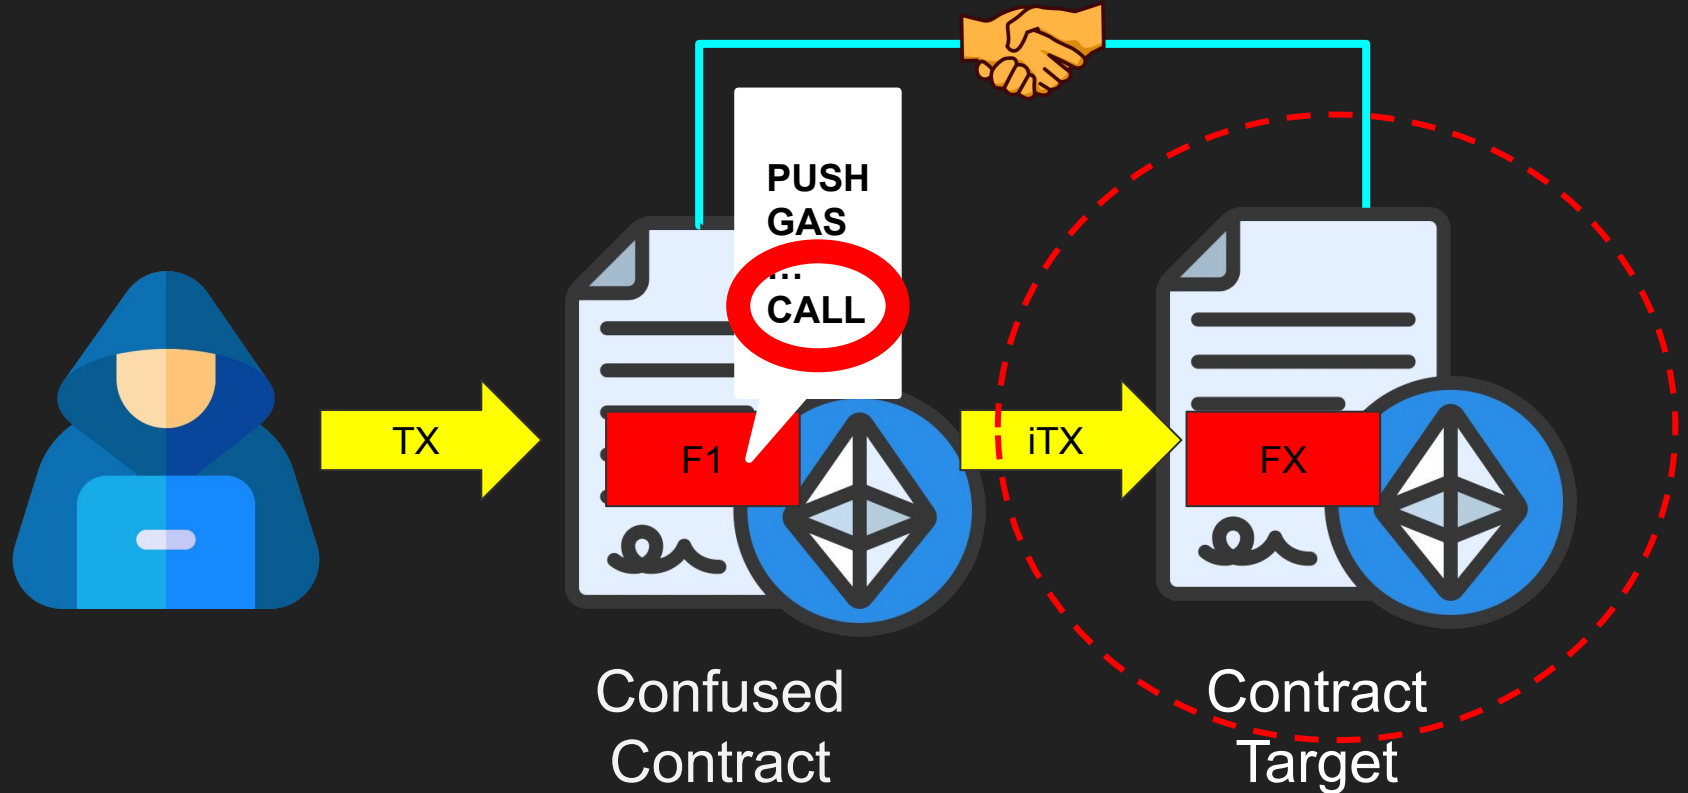 PUSH
GAS
...
CALL
TX
F1
iTX
FX
Confused
Contract
Contract
Target